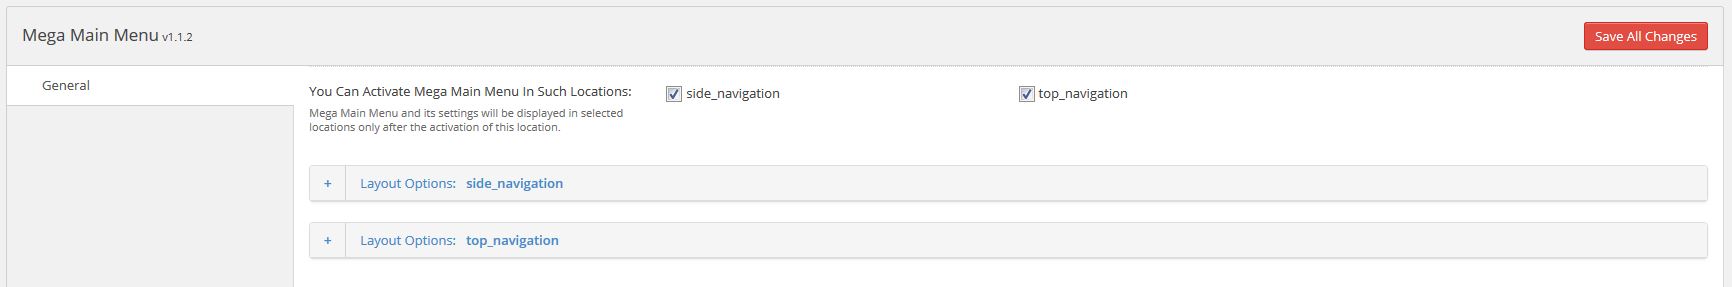 Mega Main Menu v1.1.2
Save All Changes
General
You Can Activate Mega Main Menu In Such Locations:
Mega Main Menu and its settings will be displayed in selected
locations only after the activation of this location.
side_navigation
top_navigation
+ Layout Options: side_navigation
+ Layout Options: top_navigation